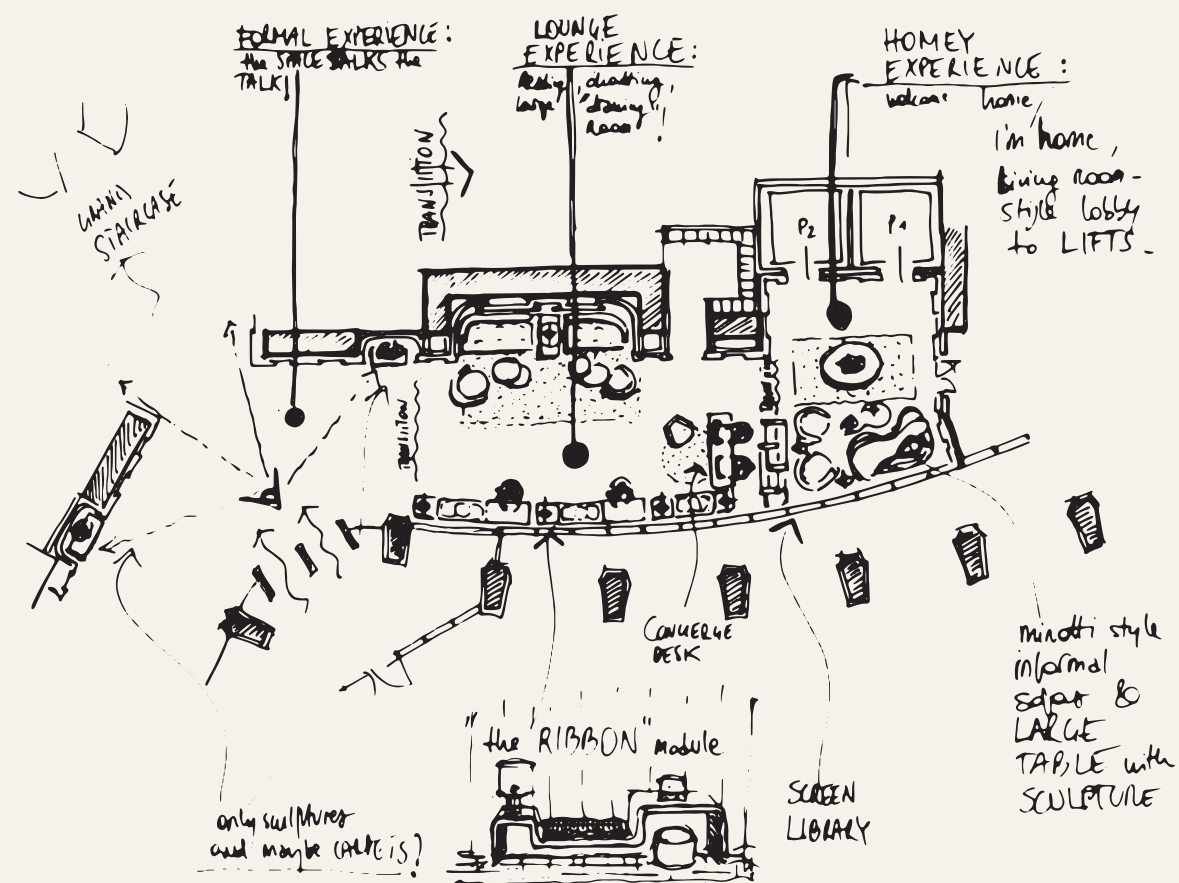 FORMAL EXPERIENCE:
the SPACE TALKS the
TALK!
LOUNGE
EXPERIENCE:
chatting,
large "drawing"
Room!
HOMEY
EXPERIENCE:
welcome home,
I'm home,
Living Room-
style lobby
to LIFTS-
TRANSITION
GRAND
STAIRCASE
P2
P1
TRANSITION
CONCIERGE
DESK
"the "RIBBON" module
SCREEN
LIBRARY
minotti style
informal
sofas &
LARGE
TABLE with
SCULPTURE
only sculptures
and maybe